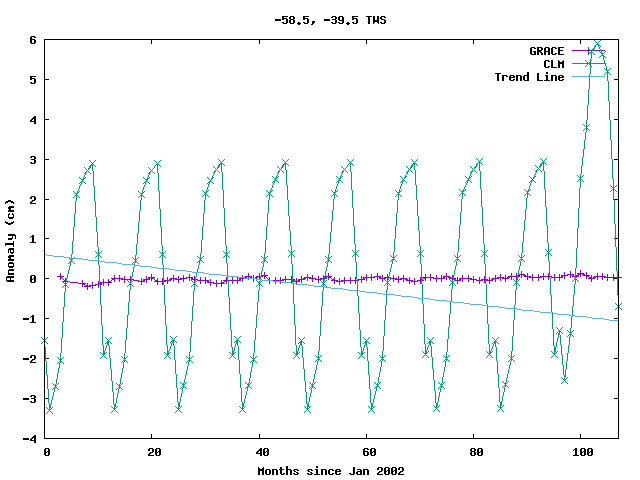 -58.5, -39.5 TWS
GRACE
CLM
Trend Line
6
5
4
3
2
1
0
-1
-2
-3
-4
Anomaly (cm)
0 20 40 60 80 100
Months since Jan 2002